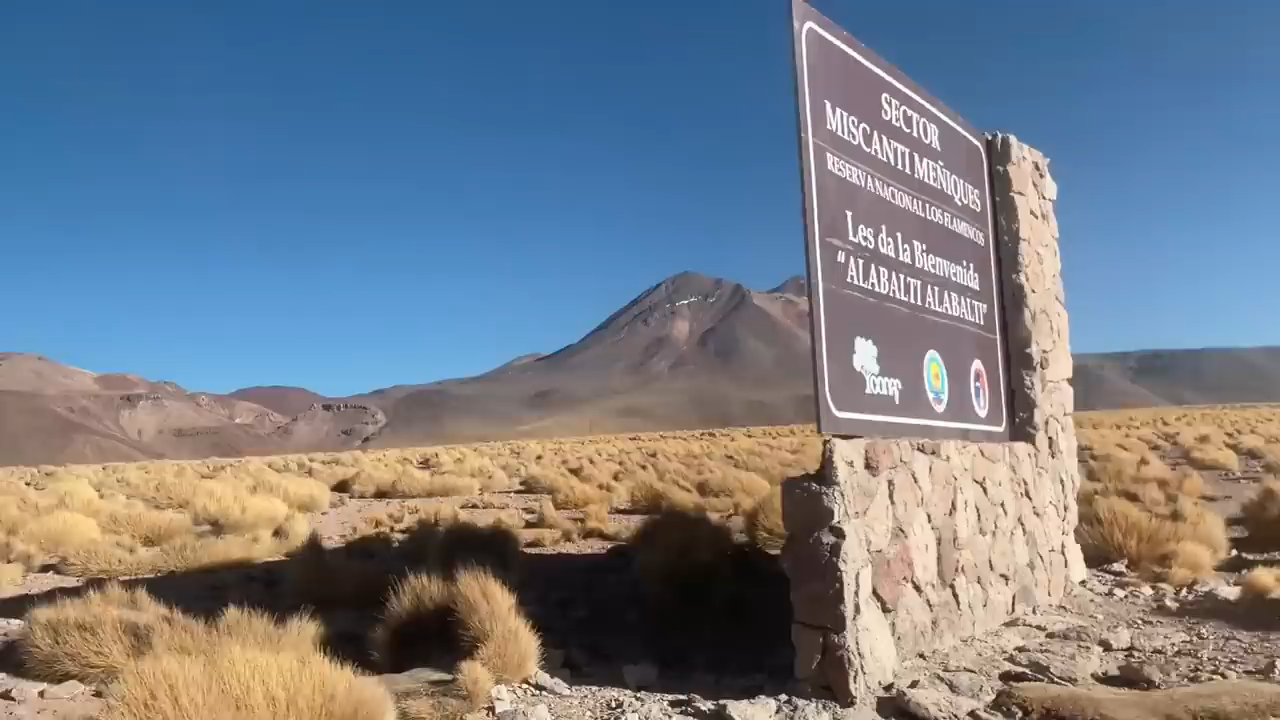 SECTOR
MISCANTI MEÑIQUES
RESERVA NACIONAL LOS FLAMENCOS
Les da la Bienvenida
"ALABALTI ALABALTI"